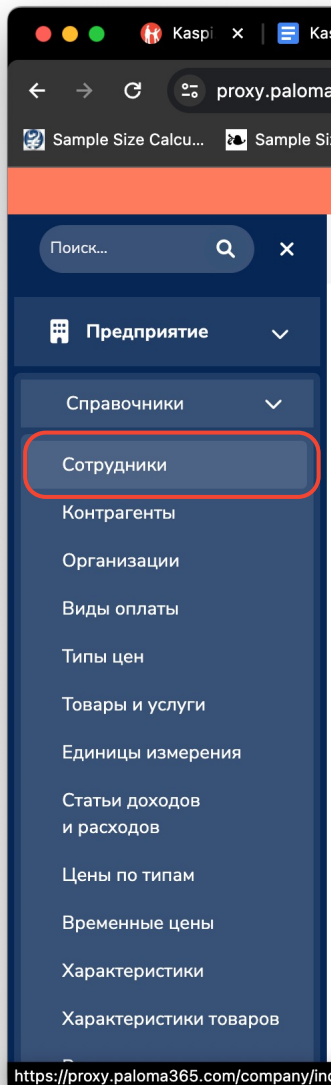 Kaspi
Kas
proxy.paloma
Sample Size Calcu...
Sample Si
Поиск...
Предприятие
Справочники
Сотрудники
Контрагенты
Организации
Виды оплаты
Типы цен
Товары и услуги
Единицы измерения
Статьи доходов
и расходов
Цены по типам
Временные цены
Характеристики
Характеристики товаров
https://proxy.paloma365.com/company/ind